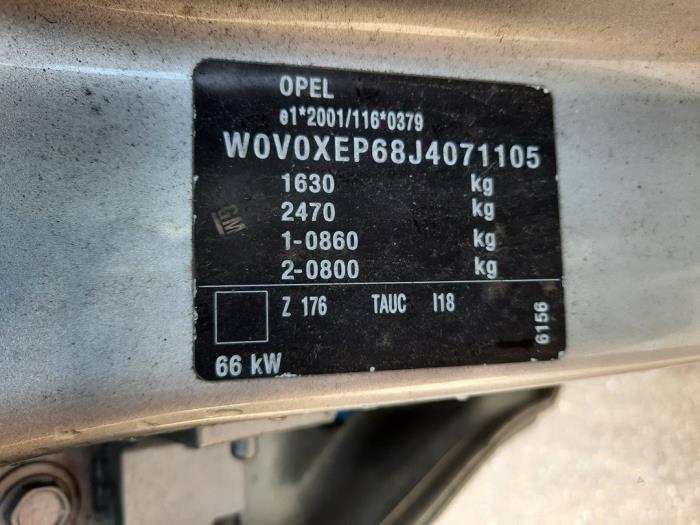 OPEL
e1*2001/116*0379
W0V0XEP68J4071105
1630 kg
2470 kg
1-0860 kg
2-0800 kg
GM
Z 176 TAUC I18
6156
66 kW